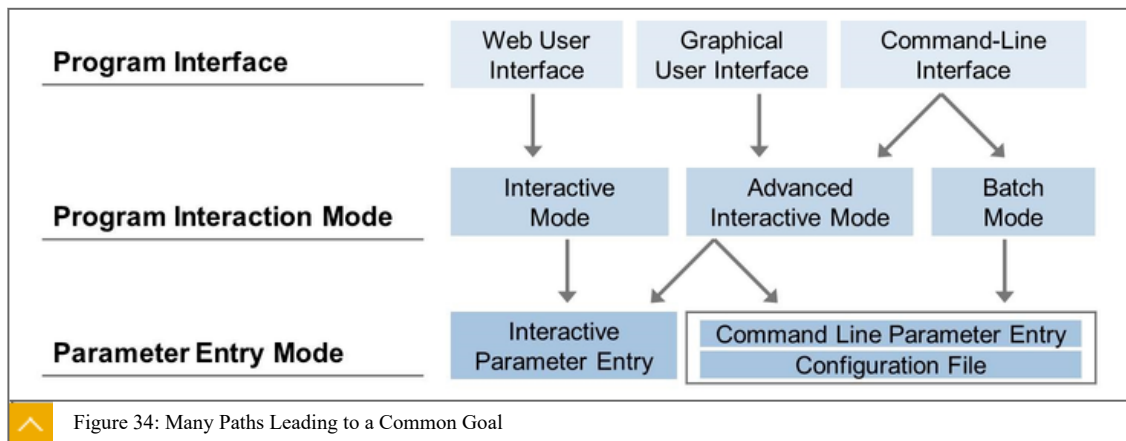 Program Interface
Web User
Interface
Graphical
User Interface
Command-Line
Interface
Program Interaction Mode
Interactive
Mode
Advanced
Interactive Mode
Batch
Mode
Parameter Entry Mode
Interactive
Parameter Entry
Command Line Parameter Entry
Configuration File
Figure 34: Many Paths Leading to a Common Goal